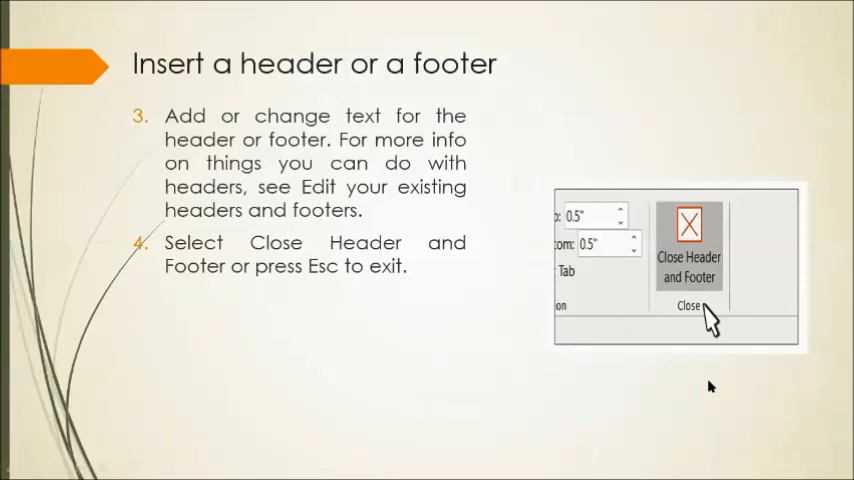 Insert a header or a footer
3. Add or change text for the
header or footer. For more info
on things you can do with
headers, see Edit your existing
headers and footers.
4. Select Close Header and
Footer or press Esc to exit.
p: 0.5"
tom: 0.5"
t Tab
ion
Close Header
and Footer
Close